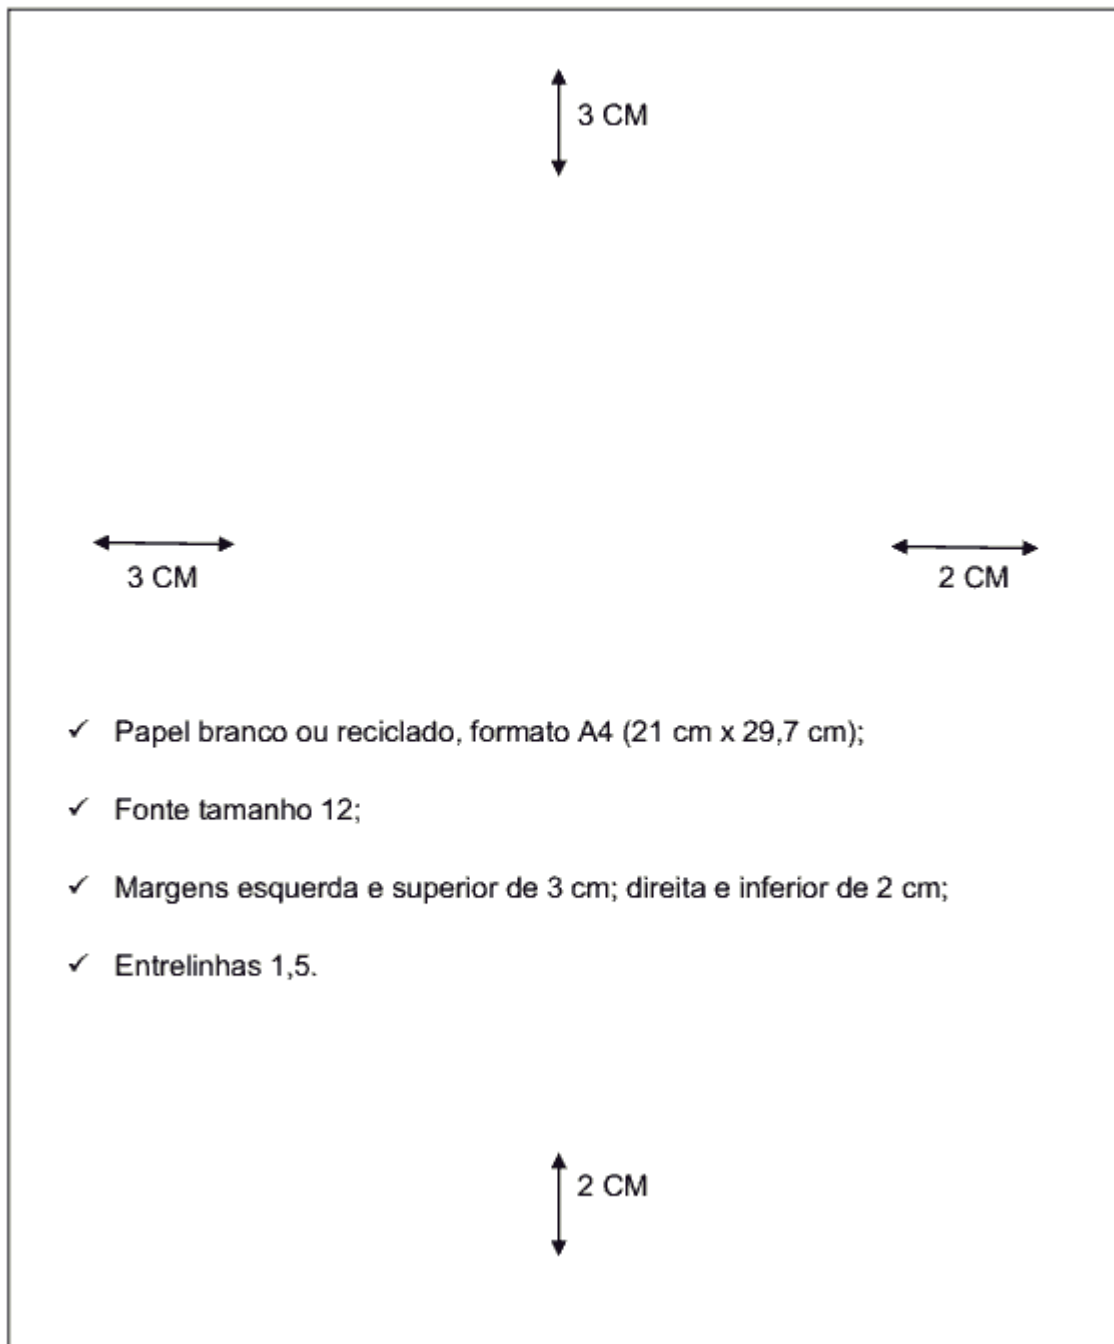 3 CM
3 CM
2 CM
✓ Papel branco ou reciclado, formato A4 (21 cm x 29,7 cm);
✓ Fonte tamanho 12;
✓ Margens esquerda e superior de 3 cm; direita e inferior de 2 cm;
✓ Entrelinhas 1,5.
2 CM